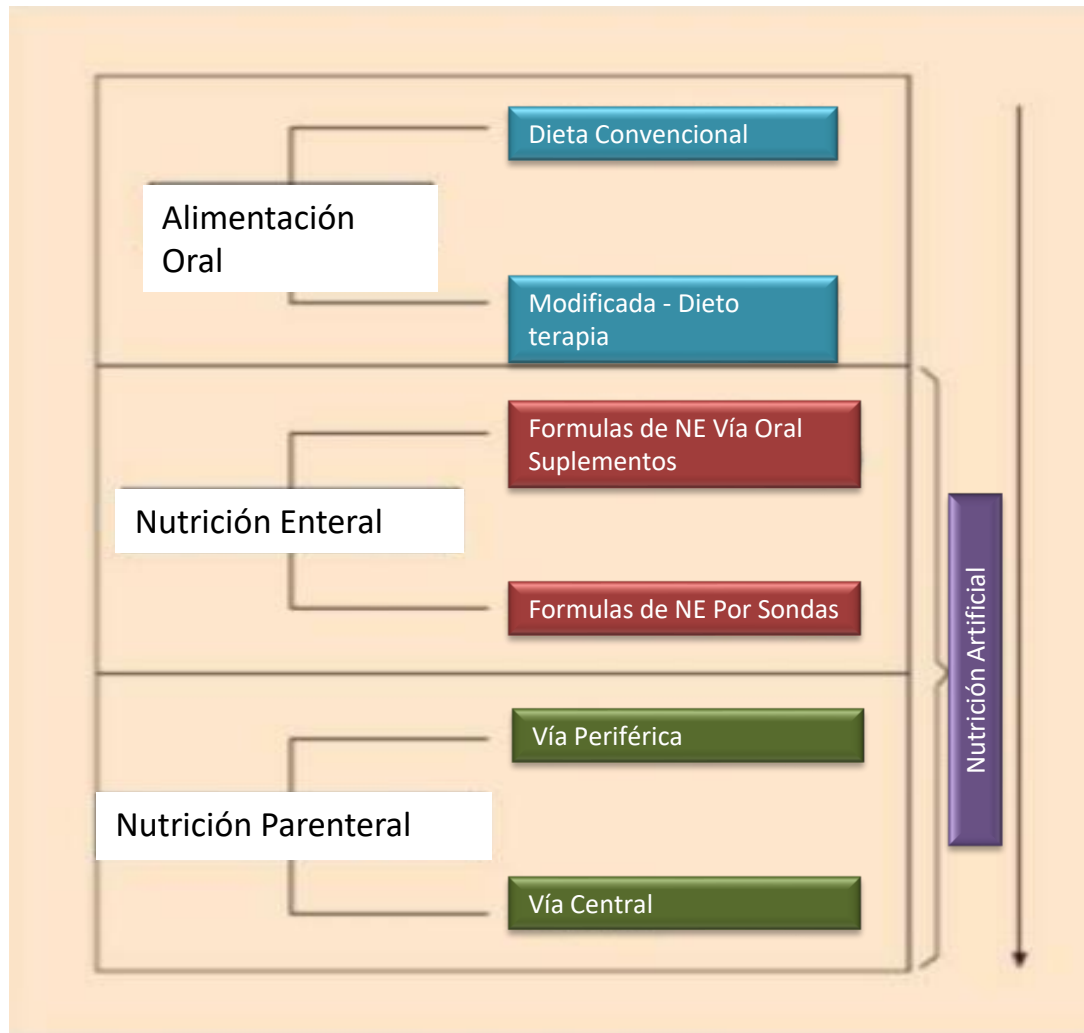 Dieta Convencional
Alimentación
Oral
Modificada - Dieto
terapia
Formulas de NE Vía Oral
Suplementos
Nutrición Enteral
Formulas de NE Por Sondas
Nutrición Artificial
Vía Periférica
Nutrición Parenteral
Vía Central